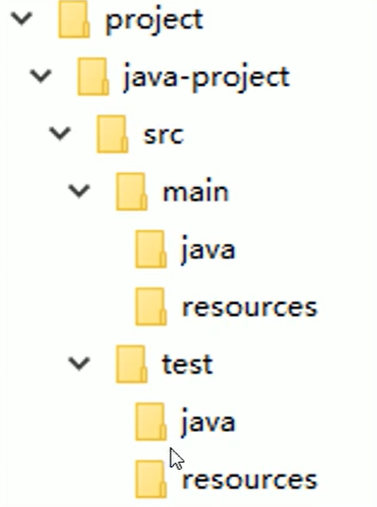 project
java-project
src
main
java
resources
test
java
resources